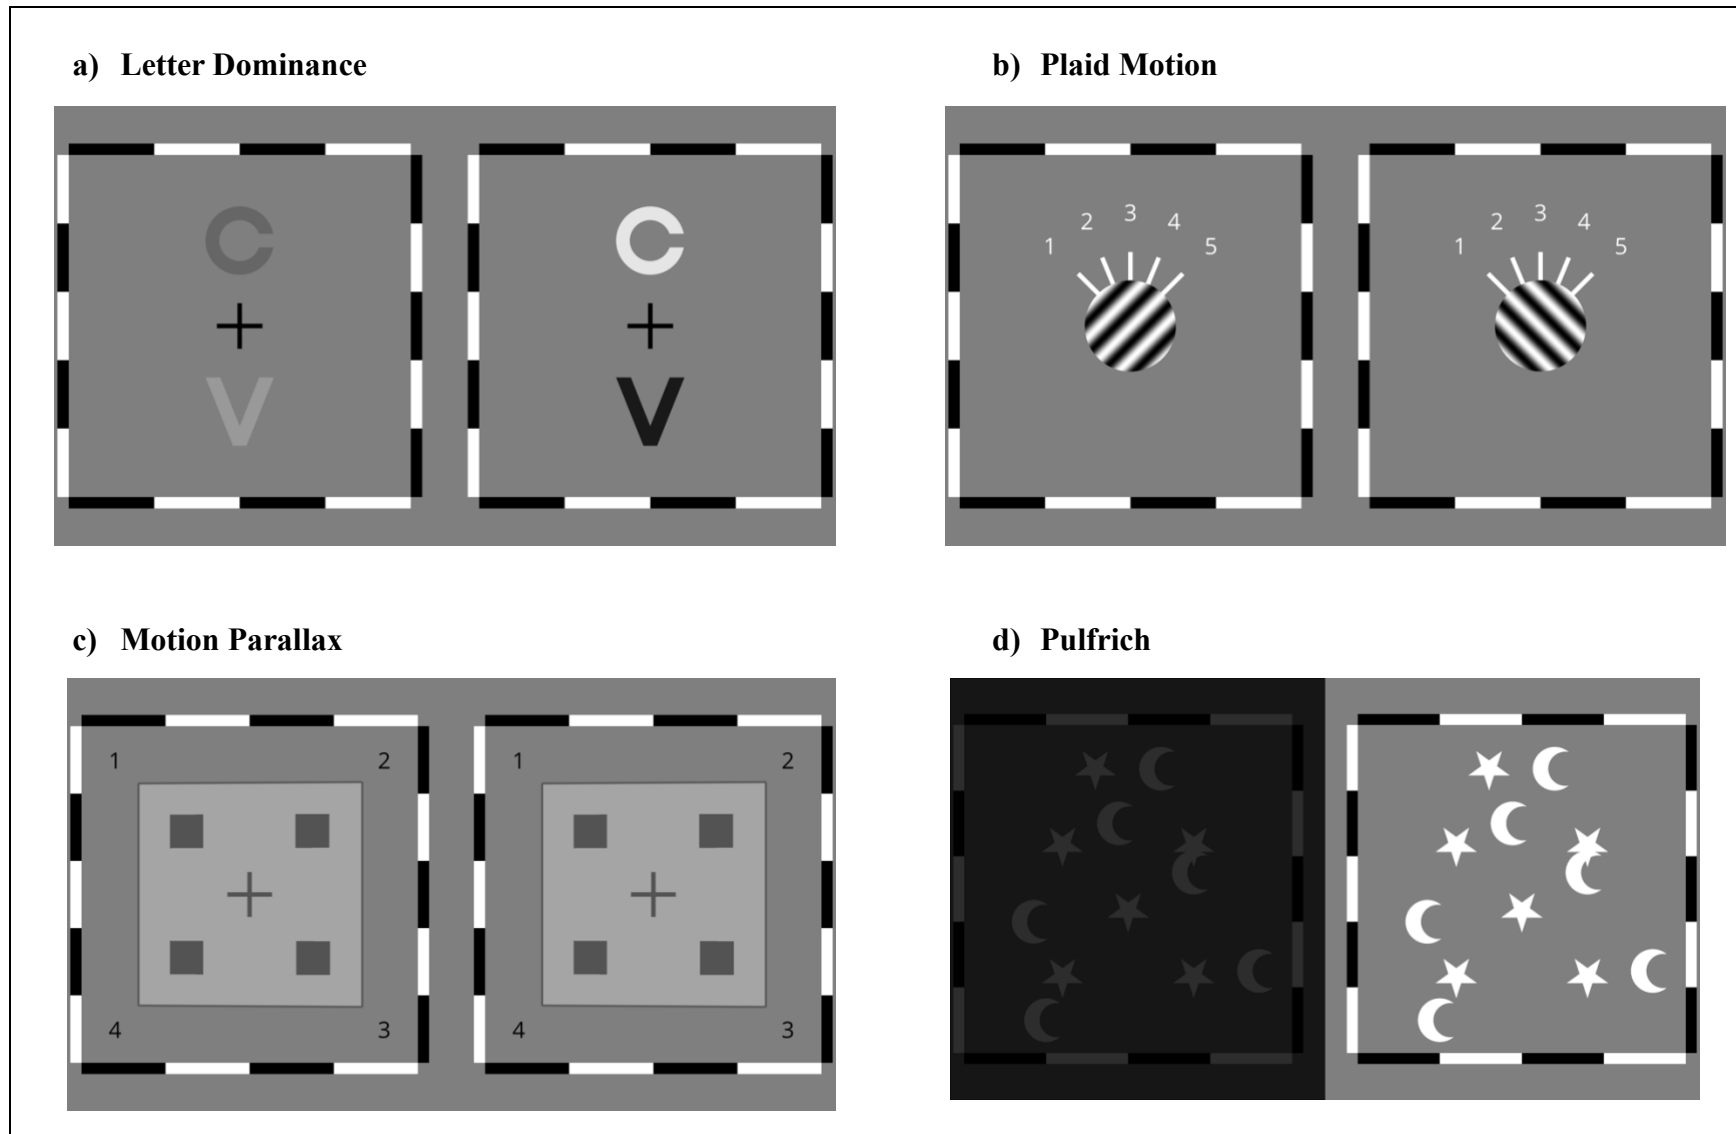 a) Letter Dominance
C
V
C
V
b) Plaid Motion
1 2 3 4 5
1 2 3 4 5
c) Motion Parallax
1 2
4 3
1 2
4 3
d) Pulfrich